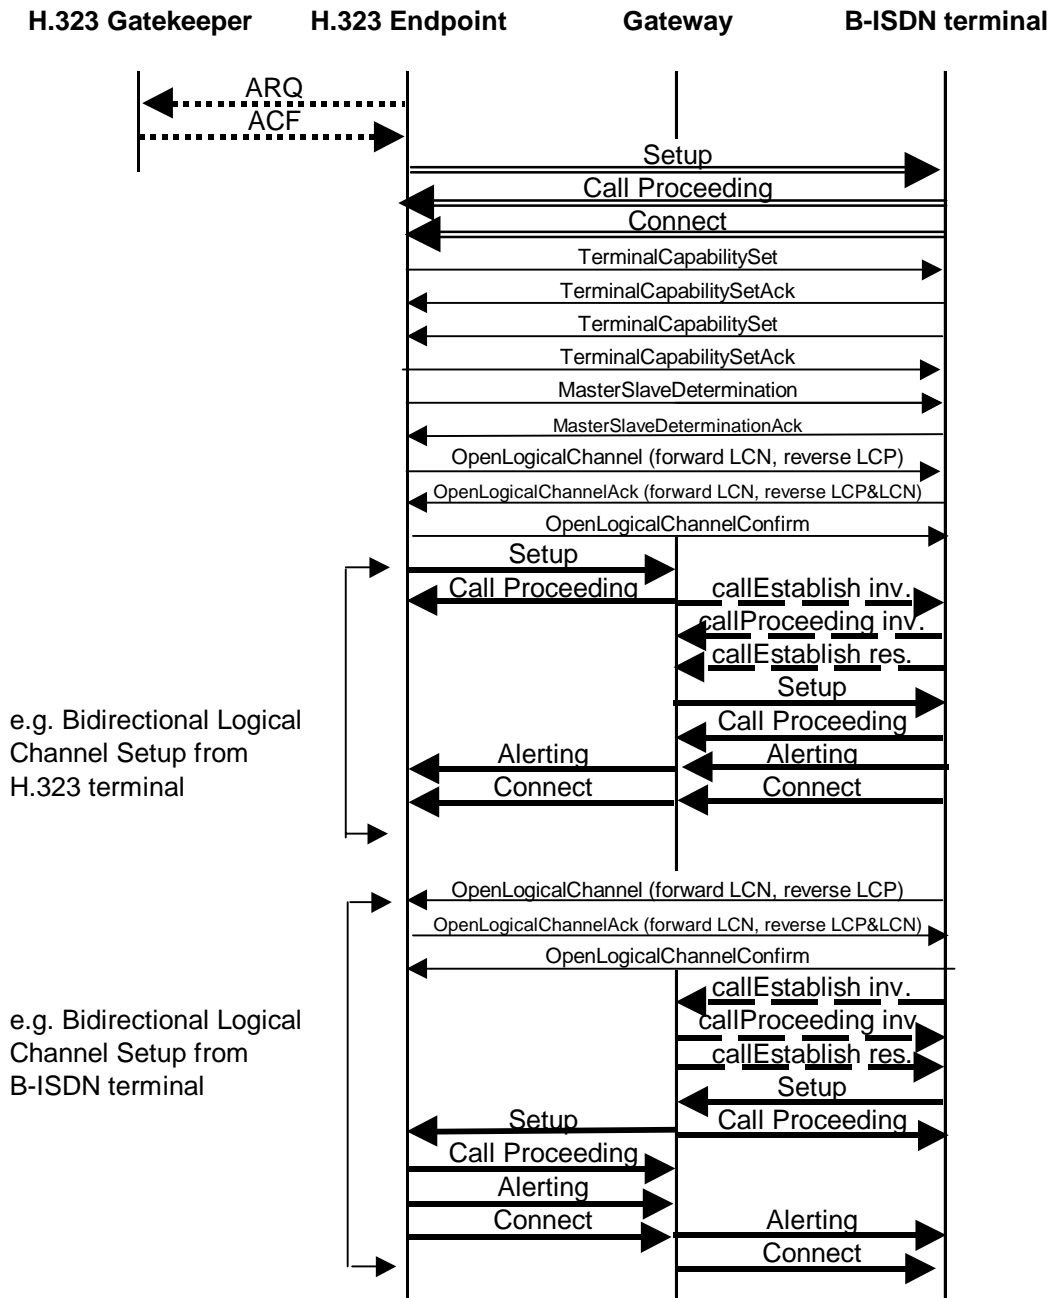 H.323 Gatekeeper H.323 Endpoint Gateway B-ISDN terminal
ARQ
ACF
Setup
Call Proceeding
Connect
TerminalCapabilitySet
TerminalCapabilitySetAck
TerminalCapabilitySet
TerminalCapabilitySetAck
MasterSlaveDetermination
MasterSlaveDeterminationAck
OpenLogicalChannel (forward LCN, reverse LCP)
OpenLogicalChannelAck (forward LCN, reverse LCP&LCN)
OpenLogicalChannelConfirm
Setup
Call Proceeding callEstablish inv.
callProceeding inv.
callEstablish res.
Setup
e.g. Bidirectional Logical
Channel Setup from
H.323 terminal
Call Proceeding
Alerting Alerting
Connect Connect
OpenLogicalChannel (forward LCN, reverse LCP)
OpenLogicalChannelAck (forward LCN, reverse LCP&LCN)
OpenLogicalChannelConfirm
callEstablish inv.
e.g. Bidirectional Logical
Channel Setup from
B-ISDN terminal
callProceeding inv
callEstablish res.
Setup
Setup Call Proceeding
Call Proceeding
Alerting
Connect Alerting
Connect